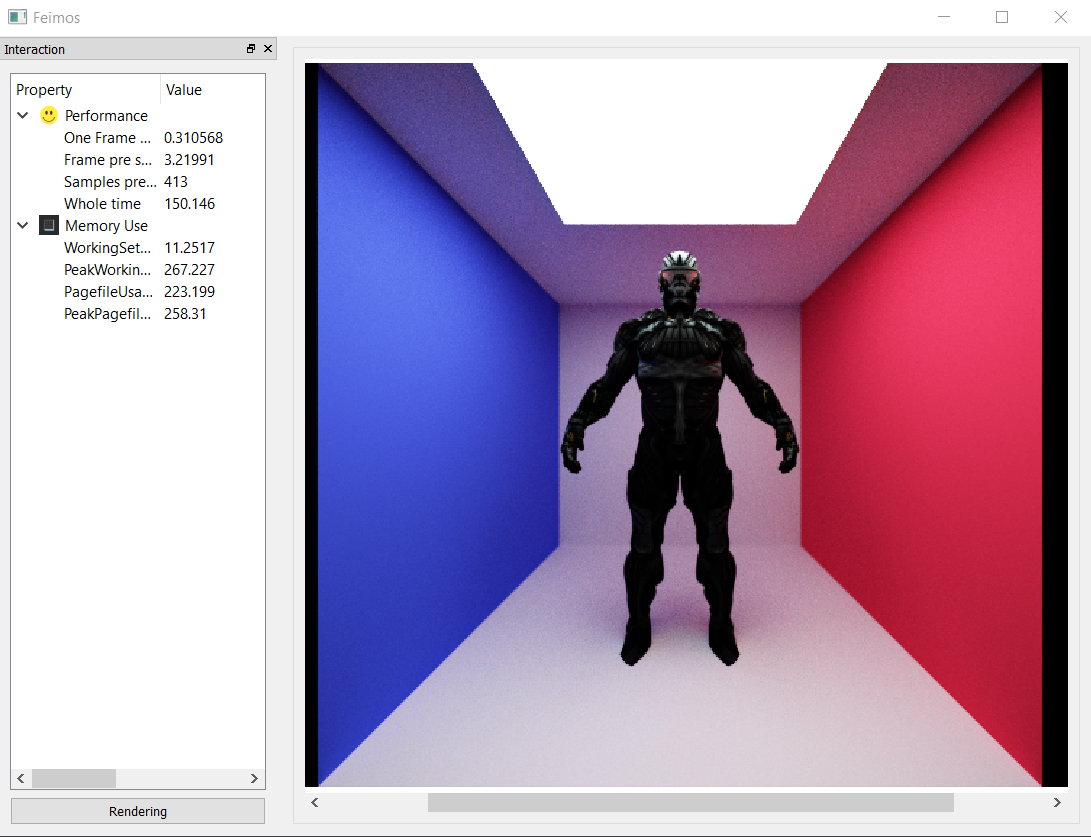 Feimos
Interaction
Property Value
Performance
One Frame ... 0.310568
Frame pre s... 3.21991
Samples pre... 413
Whole time 150.146
Memory Use
WorkingSet... 11.2517
PeakWorkin... 267.227
PagefileUsa... 223.199
PeakPagefil... 258.31
Rendering